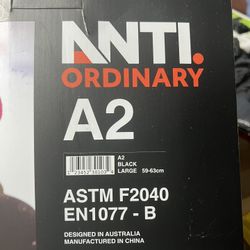 ANTI.
ORDINARY
A2
A2
BLACK
LARGE 59-63cm
ASTM F2040
EN1077 - B
DESIGNED IN AUSTRALIA
MANUFACTURED IN CHINA